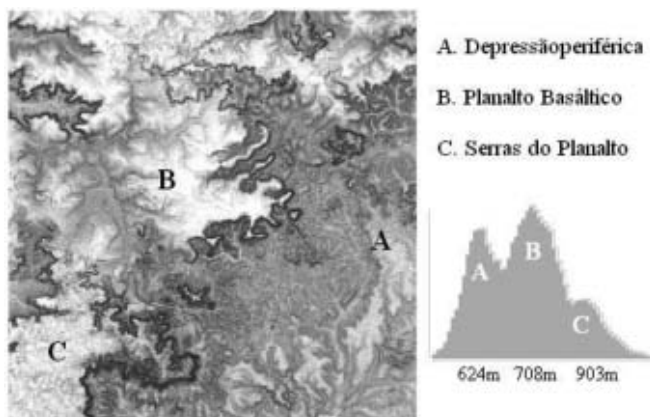 A. Depressãoperiférica
B. Planalto Basáltico
C. Serras do Planalto
B
A
C
A
B
C
624m 708m 903m